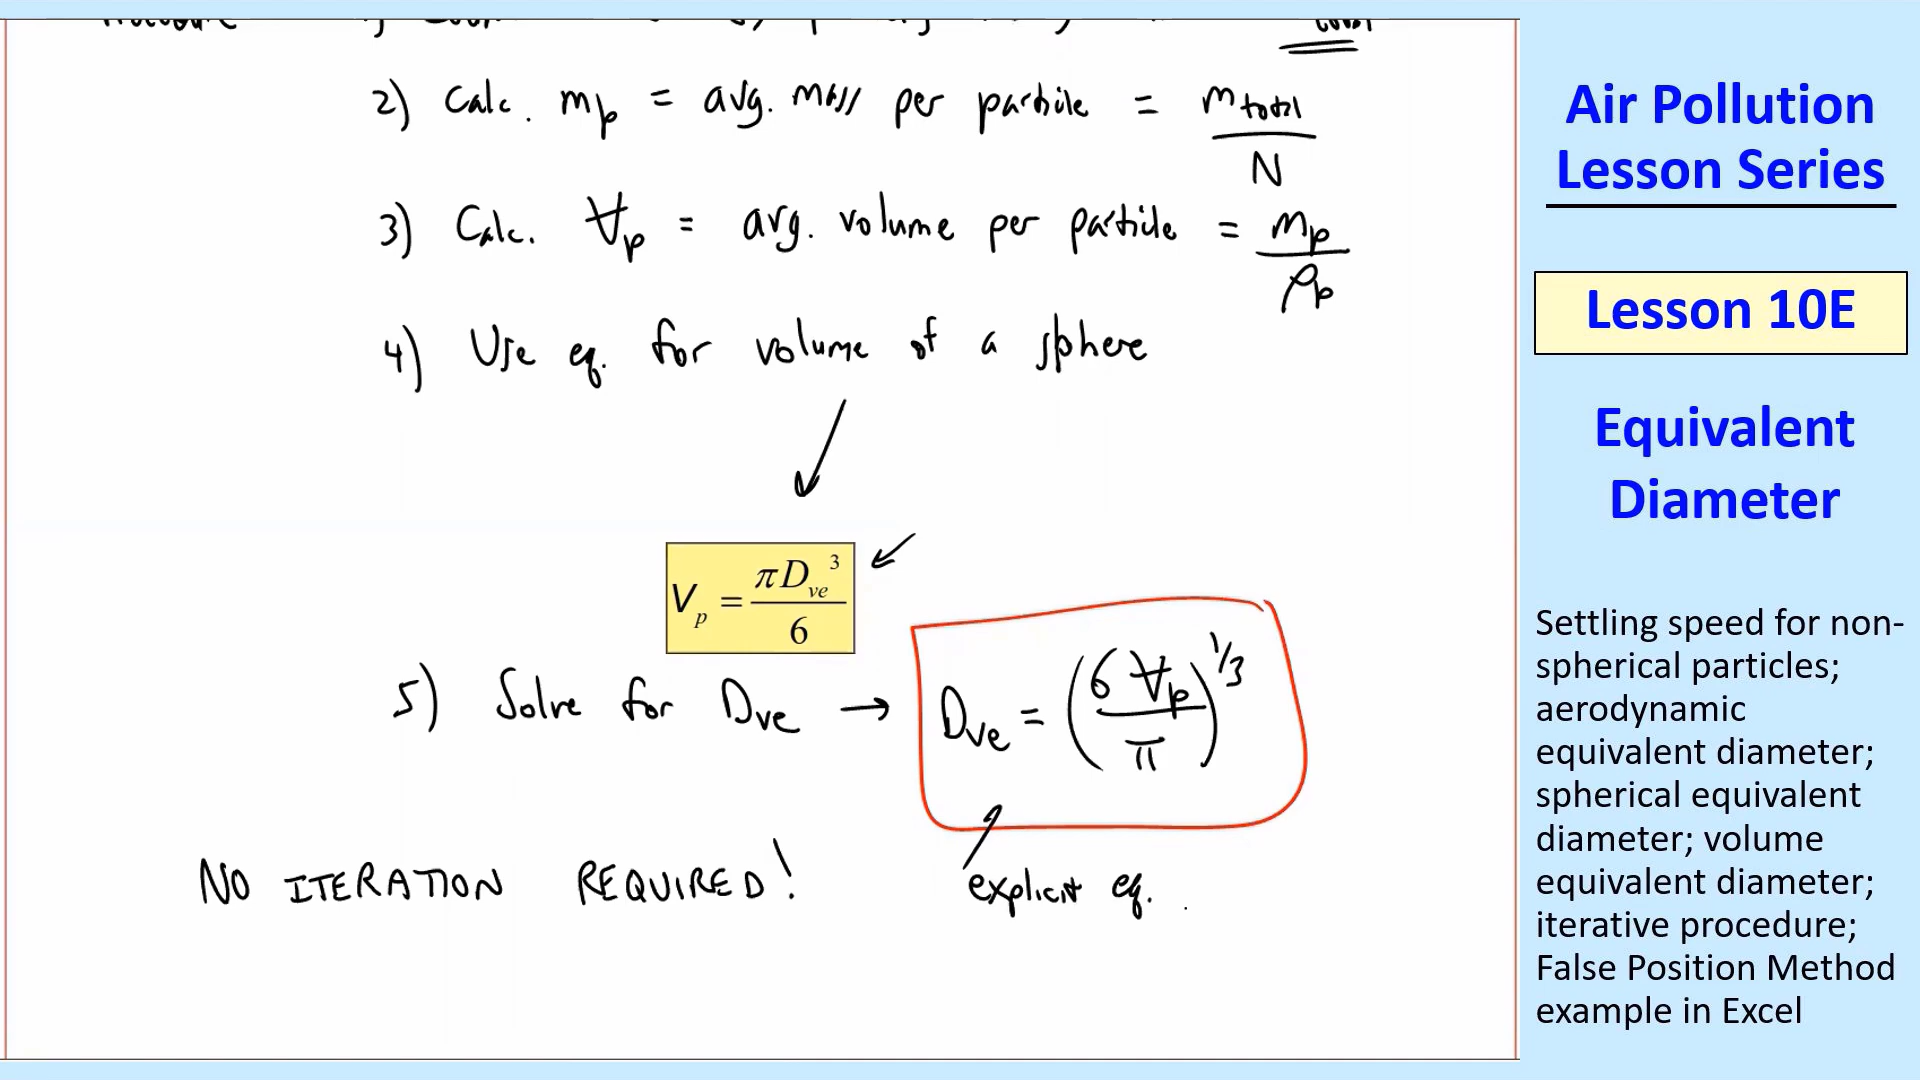 2) Calc. mp = avg. mass per particle = mtotal / N
3) Calc. V̶p = avg. volume per particle = mp / ρp
4) Use eq. for volume of a sphere
Vp = πDve³ / 6
5) Solve for Dve → Dve = (6 V̶p / π)^1/3
NO ITERATION REQUIRED! explicit eq.
Air Pollution
Lesson Series
Lesson 10E
Equivalent
Diameter
Settling speed for non-
spherical particles;
aerodynamic
equivalent diameter;
spherical equivalent
diameter; volume
equivalent diameter;
iterative procedure;
False Position Method
example in Excel